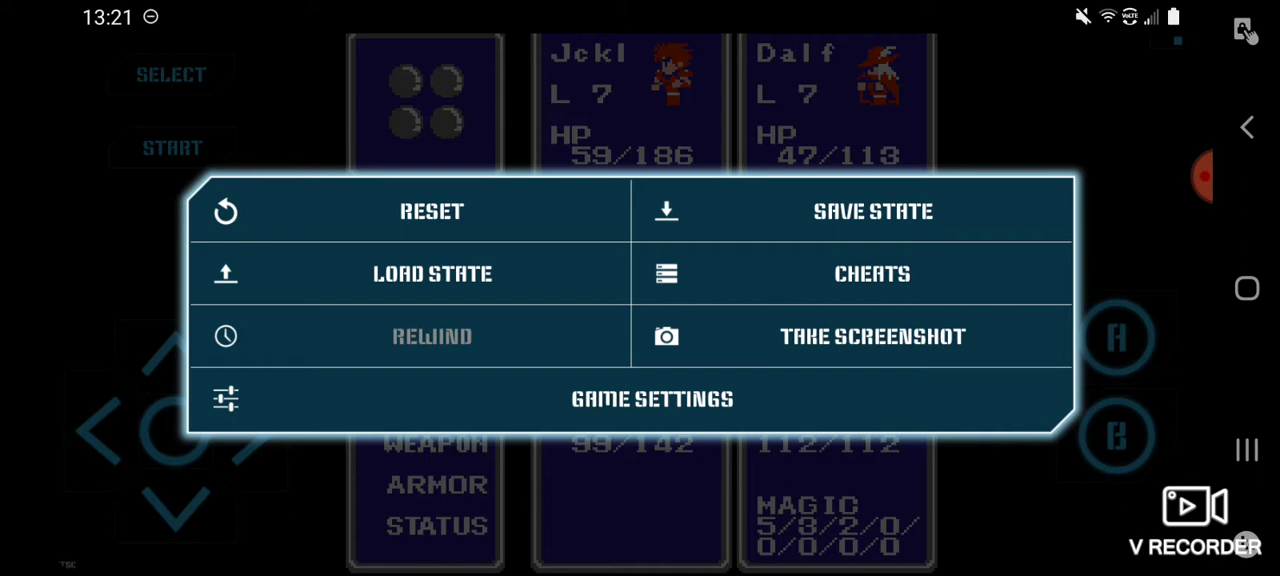 13:21
VoLTE
SELECT
START
Jckl
L 7
HP
59/186
Dalf
L 7
HP
47/113
RESET
SAVE STATE
LOAD STATE
CHEATS
REWIND
TAKE SCREENSHOT
GAME SETTINGS
A
B
WEAPON
ARMOR
STATUS
99/142
112/112
MAGIC
5/3/2/0/
0/0/0/0
V RECORDER